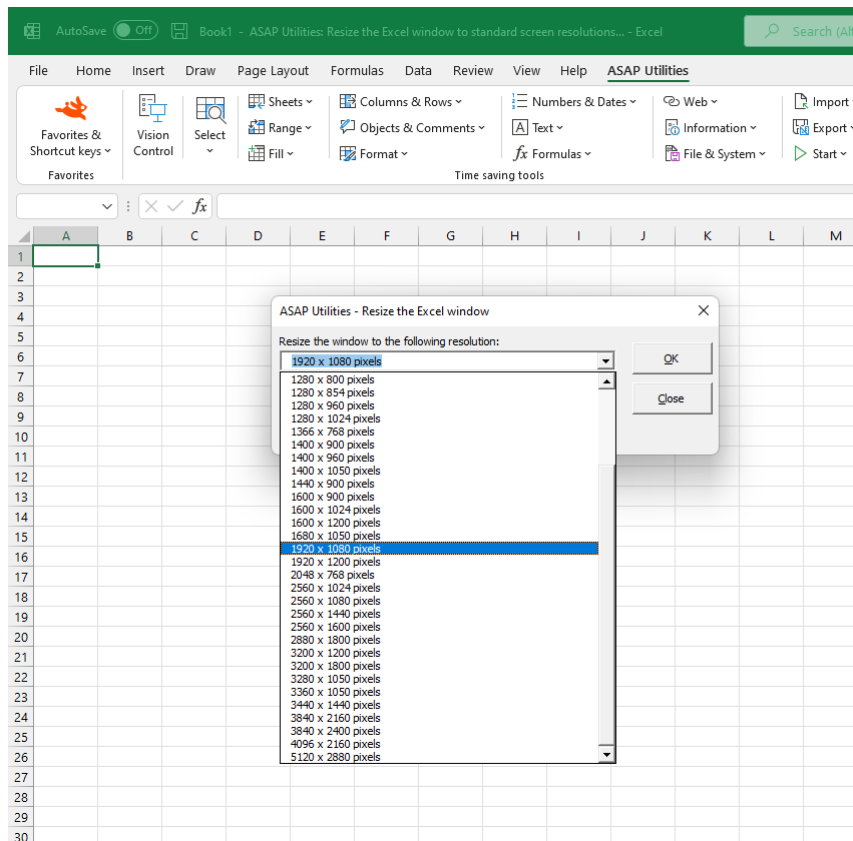 AutoSave Off Book1 - ASAP Utilities: Resize the Excel window to standard screen resolutions... - Excel Search (Alt
File Home Insert Draw Page Layout Formulas Data Review View Help ASAP Utilities
Favorites & Shortcut keys
Vision Control
Select
Sheets
Range
Fill
Columns & Rows
Objects & Comments
Format
Numbers & Dates
Text
Formulas
Web
Information
File & System
Import
Export
Start
Favorites
Time saving tools
fx
A B C D E F G H I J K L M
1
2
3
4
5
6
7
8
9
10
11
12
13
14
15
16
17
18
19
20
21
22
23
24
25
26
27
28
29
30
ASAP Utilities - Resize the Excel window
Resize the window to the following resolution:
1920 x 1080 pixels
OK
Close
1280 x 800 pixels
1280 x 854 pixels
1280 x 960 pixels
1280 x 1024 pixels
1366 x 768 pixels
1400 x 900 pixels
1400 x 960 pixels
1400 x 1050 pixels
1440 x 900 pixels
1600 x 900 pixels
1600 x 1024 pixels
1600 x 1200 pixels
1680 x 1050 pixels
1920 x 1080 pixels
1920 x 1200 pixels
2048 x 768 pixels
2560 x 1024 pixels
2560 x 1080 pixels
2560 x 1440 pixels
2560 x 1600 pixels
2880 x 1800 pixels
3200 x 1200 pixels
3200 x 1800 pixels
3280 x 1050 pixels
3360 x 1050 pixels
3440 x 1440 pixels
3840 x 2160 pixels
3840 x 2400 pixels
4096 x 2160 pixels
5120 x 2880 pixels